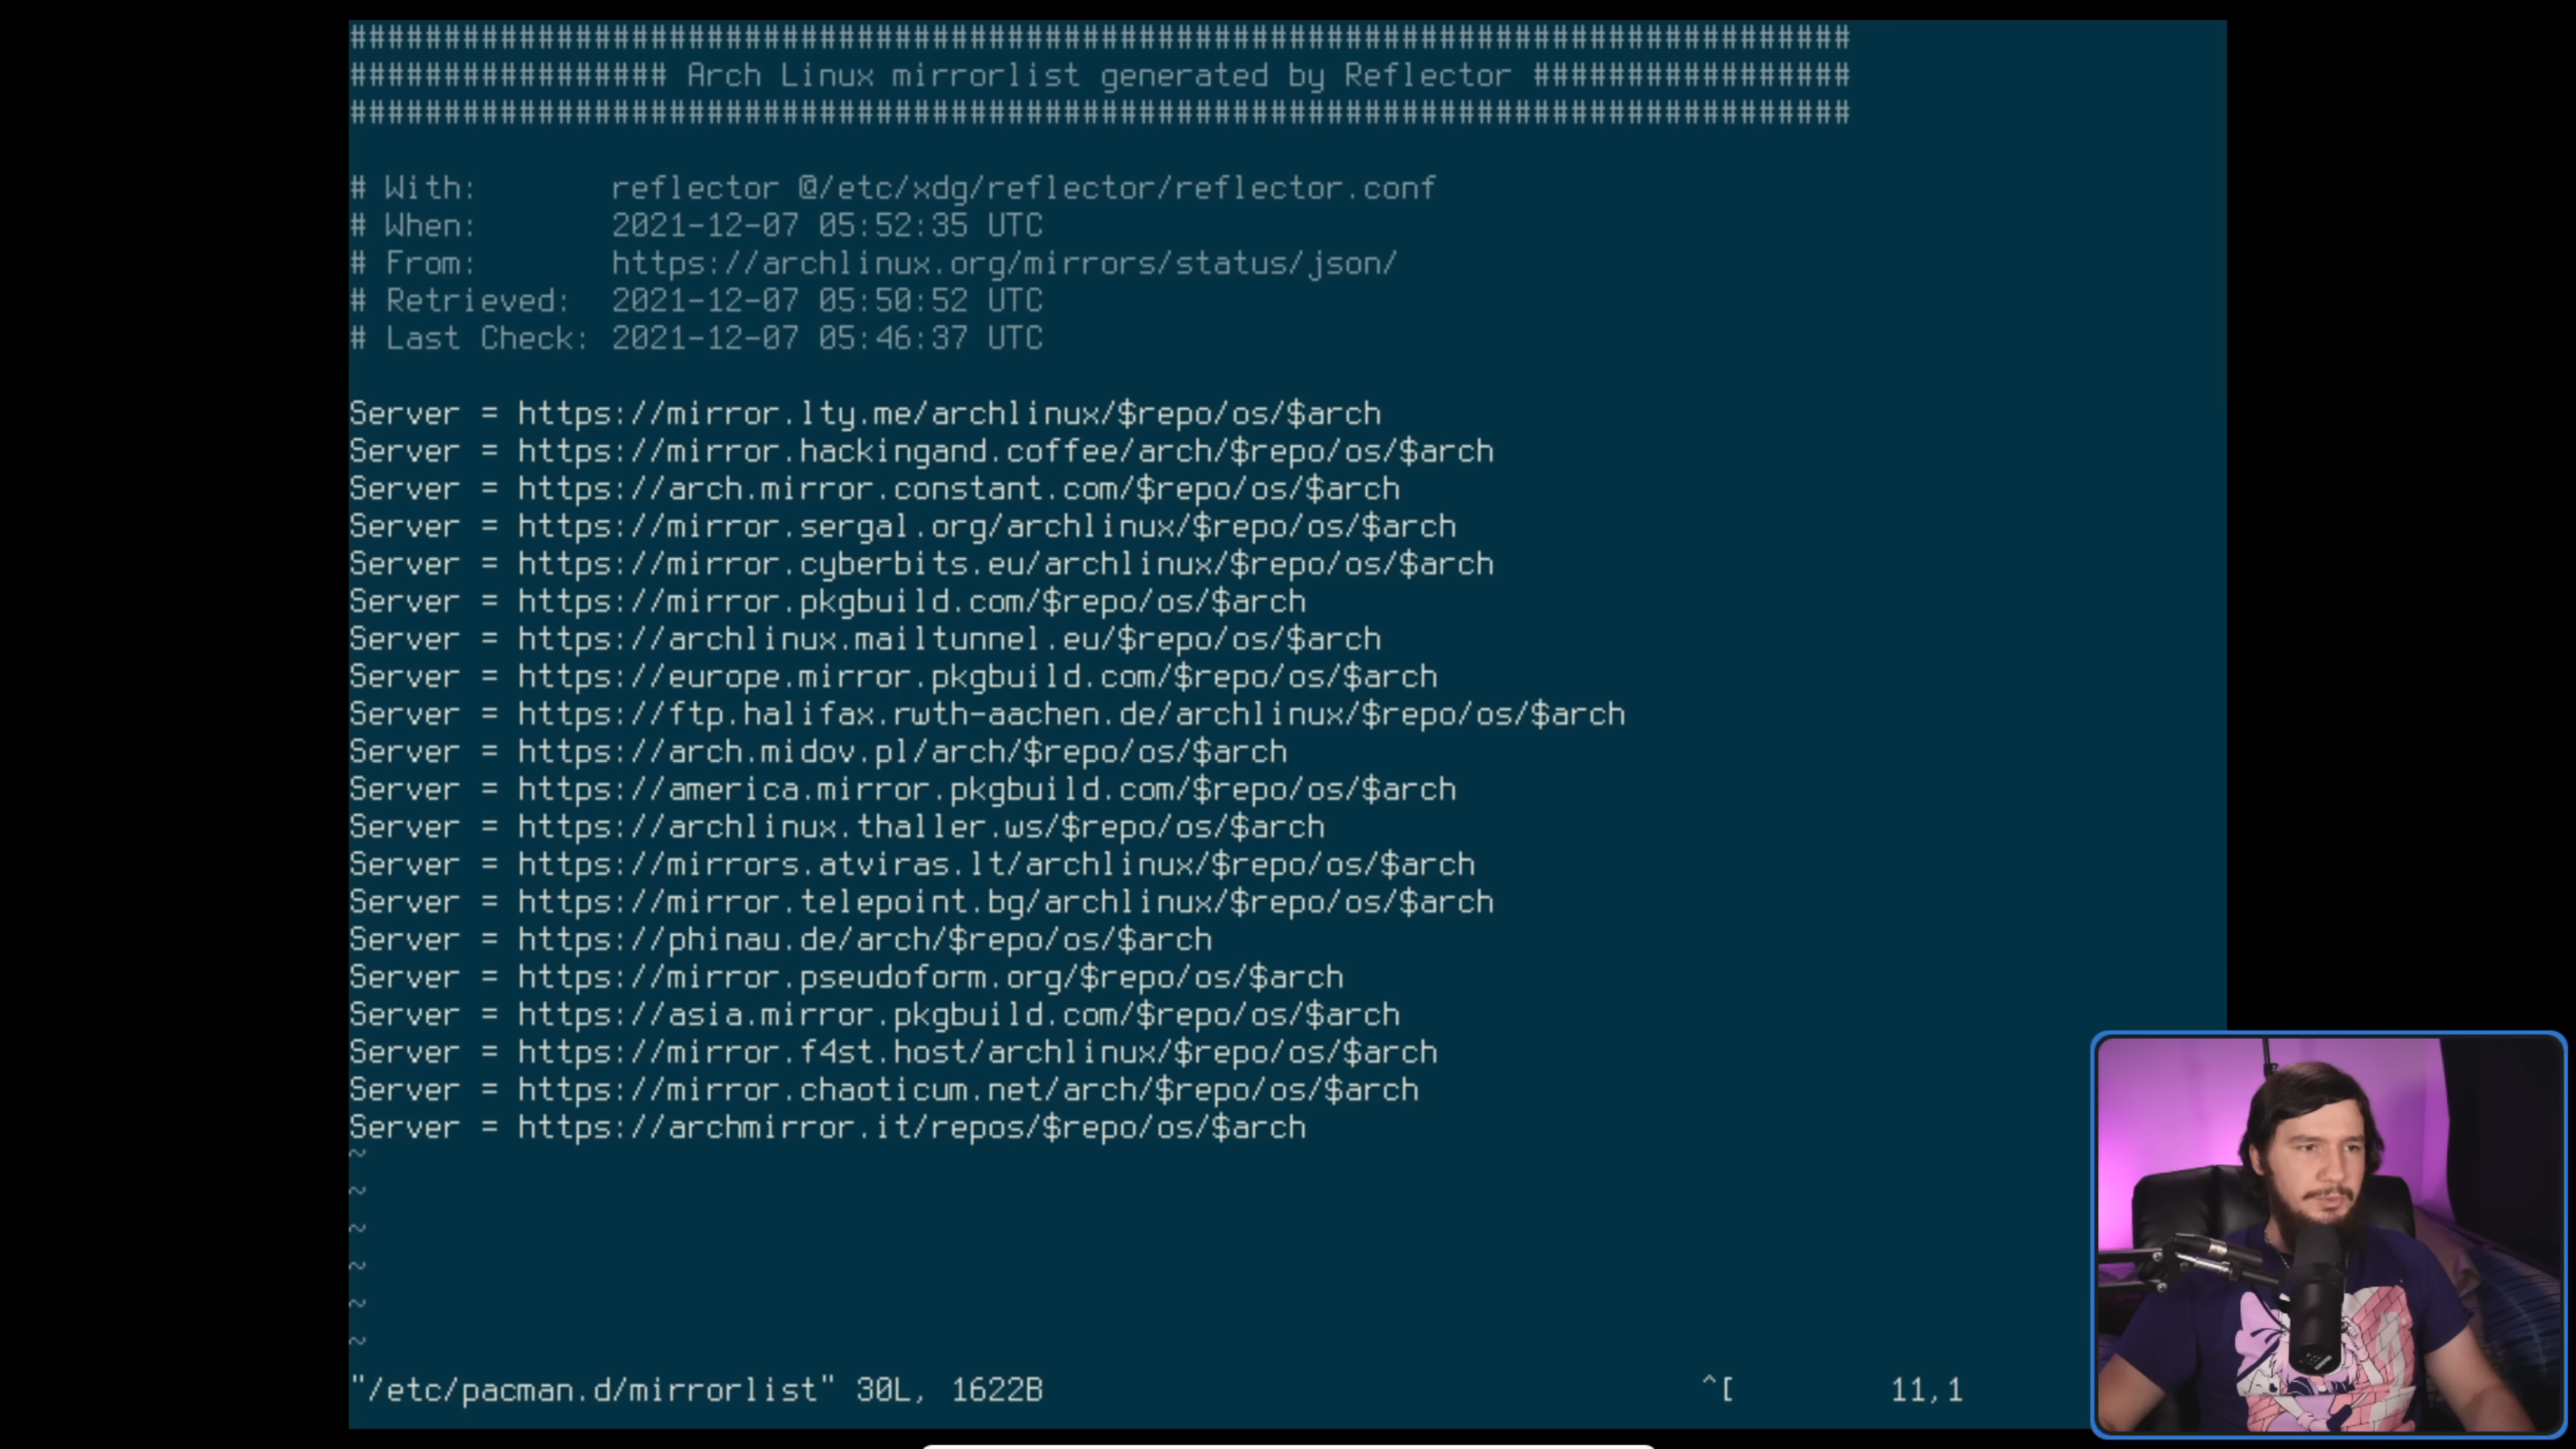 ################################################################################
################# Arch Linux mirrorlist generated by Reflector #################
################################################################################
# With:       reflector @/etc/xdg/reflector/reflector.conf
# When:       2021-12-07 05:52:35 UTC
# From:       https://archlinux.org/mirrors/status/json/
# Retrieved:  2021-12-07 05:50:52 UTC
# Last Check: 2021-12-07 05:46:37 UTC
Server = https://mirror.lty.me/archlinux/$repo/os/$arch
Server = https://mirror.hackingand.coffee/arch/$repo/os/$arch
Server = https://arch.mirror.constant.com/$repo/os/$arch
Server = https://mirror.sergal.org/archlinux/$repo/os/$arch
Server = https://mirror.cyberbits.eu/archlinux/$repo/os/$arch
Server = https://mirror.pkgbuild.com/$repo/os/$arch
Server = https://archlinux.mailtunnel.eu/$repo/os/$arch
Server = https://europe.mirror.pkgbuild.com/$repo/os/$arch
Server = https://ftp.halifax.rwth-aachen.de/archlinux/$repo/os/$arch
Server = https://arch.midov.pl/arch/$repo/os/$arch
Server = https://america.mirror.pkgbuild.com/$repo/os/$arch
Server = https://archlinux.thaller.ws/$repo/os/$arch
Server = https://mirrors.atviras.lt/archlinux/$repo/os/$arch
Server = https://mirror.telepoint.bg/archlinux/$repo/os/$arch
Server = https://phinau.de/arch/$repo/os/$arch
Server = https://mirror.pseudoform.org/$repo/os/$arch
Server = https://asia.mirror.pkgbuild.com/$repo/os/$arch
Server = https://mirror.f4st.host/archlinux/$repo/os/$arch
Server = https://mirror.chaoticum.net/arch/$repo/os/$arch
Server = https://archmirror.it/repos/$repo/os/$arch
~
~
~
~
~
~
"/etc/pacman.d/mirrorlist" 30L, 1622B ^[ 11,1